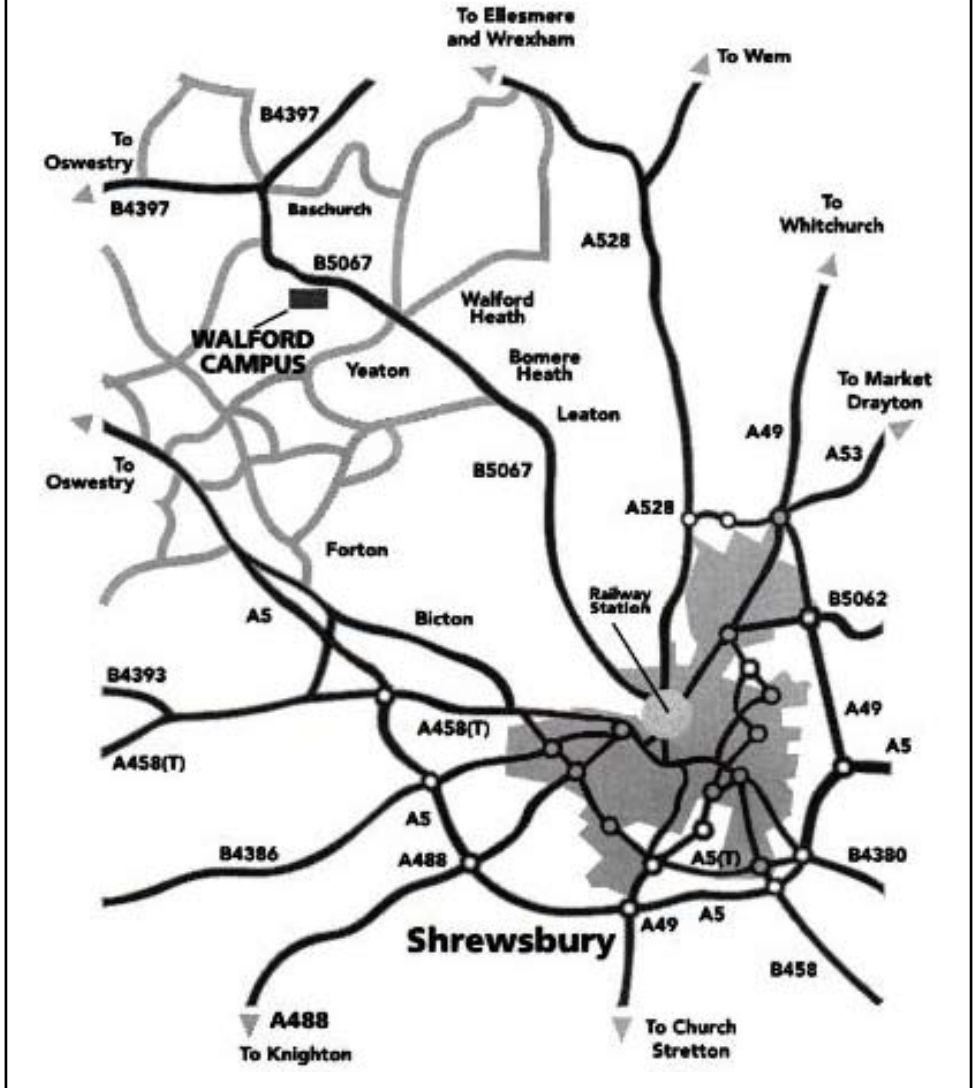 To Ellesmere
and Wrexham
To Wem
B4397
To
Oswestry
B4397
Baschurch
To
Whitchurch
A528
B5067
Walford
Heath
WALFORD
CAMPUS
Yeaton
Bomere
Heath
To Market
Drayton
Leaton
A49
A53
To
Oswestry
B5067
A528
Forton
Railway
Station
B5062
A5
Bicton
B4393
A49
A458(T)
A5
A458(T)
A5
B4386
A488
A5(T)
B4380
A49
A5
Shrewsbury
B458
A488
To Knighton
To Church
Stretton